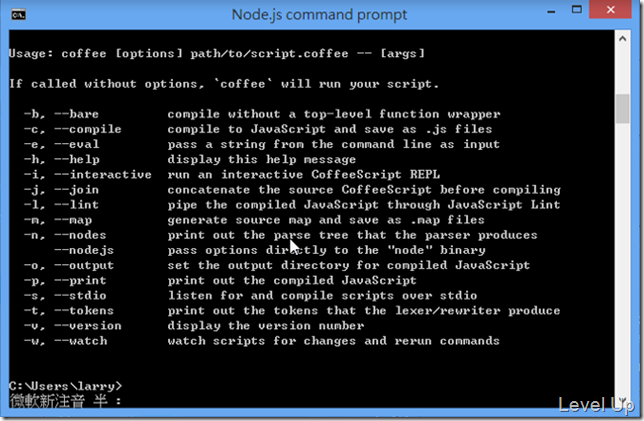 Node.js command prompt
Usage: coffee [options] path/to/script.coffee -- [args]
If called without options, `coffee` will run your script.
-b, --bare compile without a top-level function wrapper
-c, --compile compile to JavaScript and save as .js files
-e, --eval pass a string from the command line as input
-h, --help display this help message
-i, --interactive run an interactive CoffeeScript REPL
-j, --join concatenate the source CoffeeScript before compiling
-l, --lint pipe the compiled JavaScript through JavaScript Lint
-m, --map generate source map and save as .map files
-n, --nodes print out the parse tree that the parser produces
--nodejs pass options directly to the "node" binary
-o, --output set the output directory for compiled JavaScript
-p, --print print out the compiled JavaScript
-s, --stdio listen for and compile scripts over stdio
-t, --tokens print out the tokens that the lexer/rewriter produce
-v, --version display the version number
-w, --watch watch scripts for changes and rerun commands
C:\Users\larry>
微軟新注音 半 :
Level Up